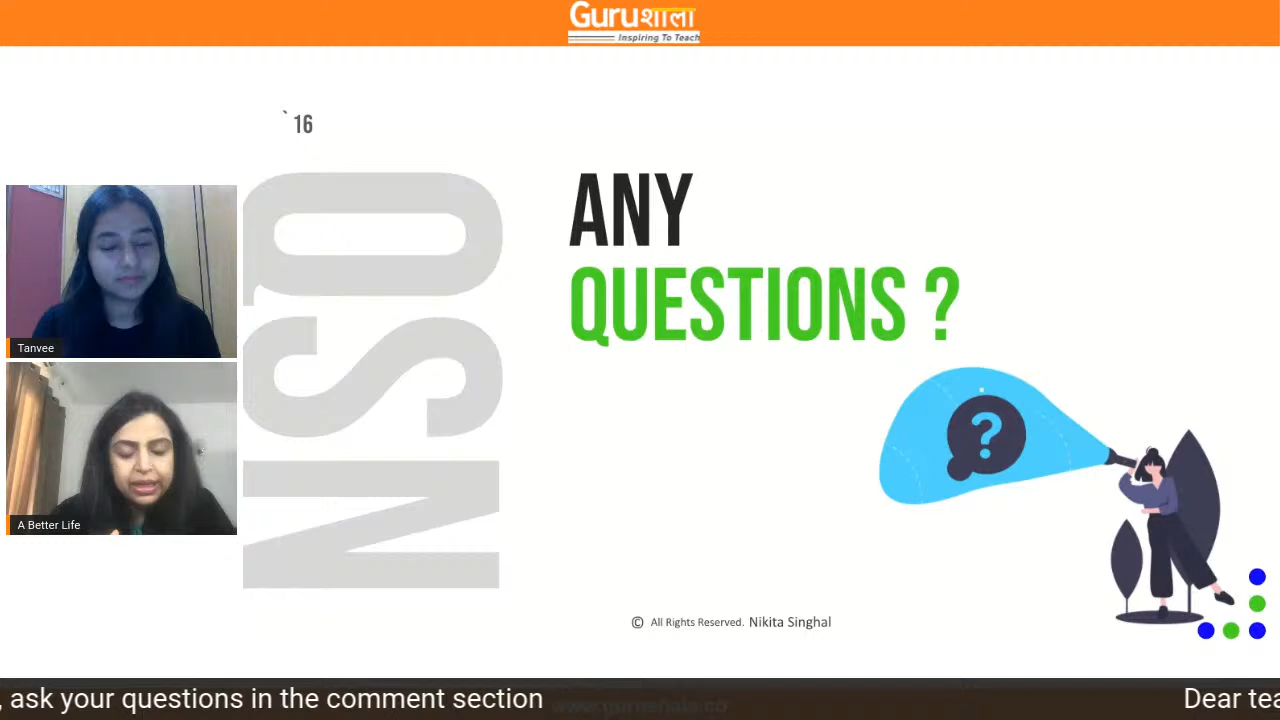 Guruशाला
Inspiring To Teach
` 16
NSO
ANY
QUESTIONS ?
?
Tanvee
A Better Life
© All Rights Reserved. Nikita Singhal
, ask your questions in the comment section
Dear tea